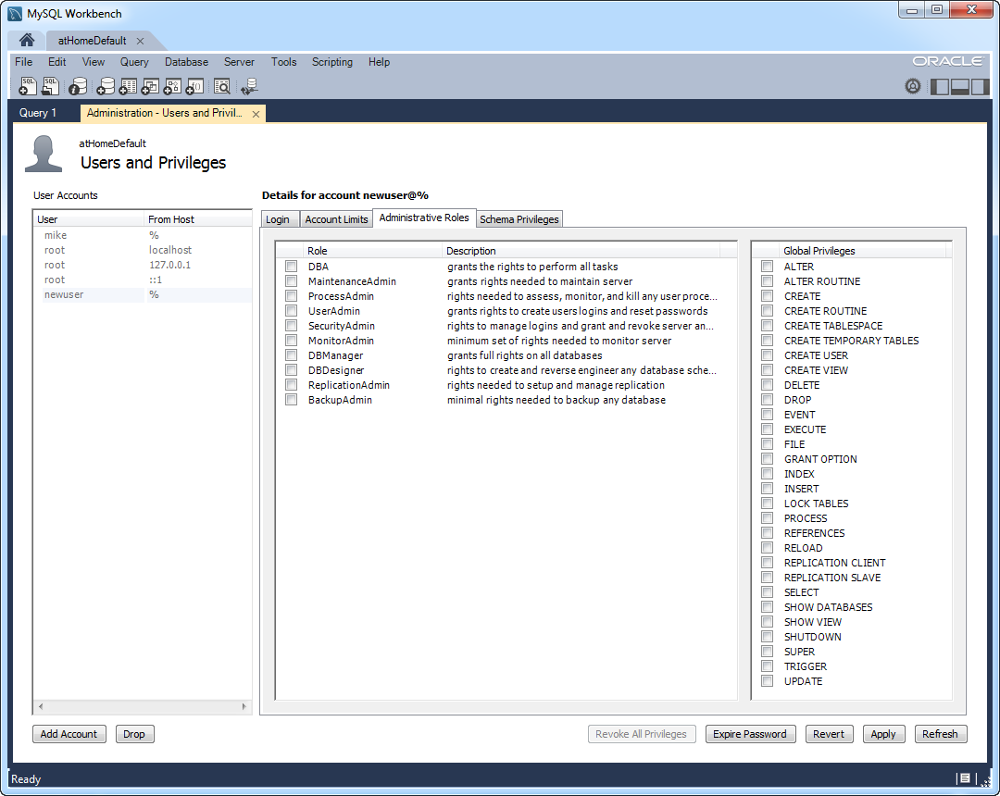 MySQL Workbench
atHomeDefault
File Edit View Query Database Server Tools Scripting Help
ORACLE
SQL SQL
Query 1 Administration - Users and Privil...
atHomeDefault
Users and Privileges
User Accounts
Details for account newuser@%
User From Host
mike %
root localhost
root 127.0.0.1
root ::1
newuser %
Login Account Limits Administrative Roles Schema Privileges
Role Description
DBA grants the rights to perform all tasks
MaintenanceAdmin grants rights needed to maintain server
ProcessAdmin rights needed to assess, monitor, and kill any user proce...
UserAdmin grants rights to create users logins and reset passwords
SecurityAdmin rights to manage logins and grant and revoke server an...
MonitorAdmin minimum set of rights needed to monitor server
DBManager grants full rights on all databases
DBDesigner rights to create and reverse engineer any database sche...
ReplicationAdmin rights needed to setup and manage replication
BackupAdmin minimal rights needed to backup any database
Global Privileges
ALTER
ALTER ROUTINE
CREATE
CREATE ROUTINE
CREATE TABLESPACE
CREATE TEMPORARY TABLES
CREATE USER
CREATE VIEW
DELETE
DROP
EVENT
EXECUTE
FILE
GRANT OPTION
INDEX
INSERT
LOCK TABLES
PROCESS
REFERENCES
RELOAD
REPLICATION CLIENT
REPLICATION SLAVE
SELECT
SHOW DATABASES
SHOW VIEW
SHUTDOWN
SUPER
TRIGGER
UPDATE
Add Account Drop Revoke All Privileges Expire Password Revert Apply Refresh
Ready